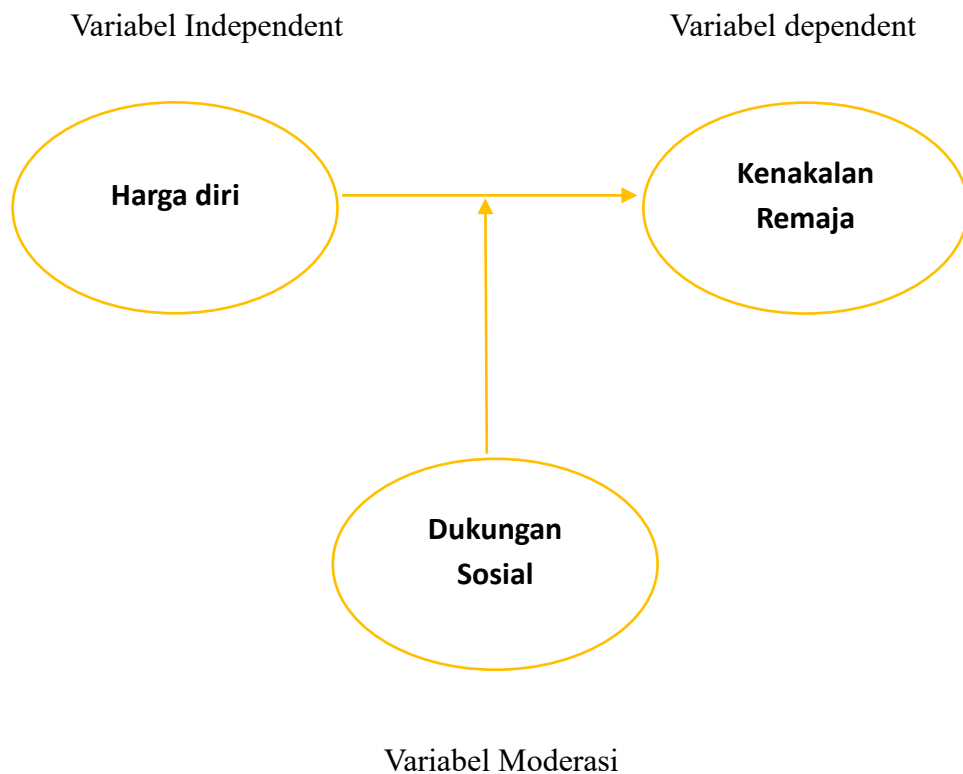 Variabel Independent
Variabel dependent
Harga diri
Kenakalan
Remaja
Dukungan
Sosial
Variabel Moderasi